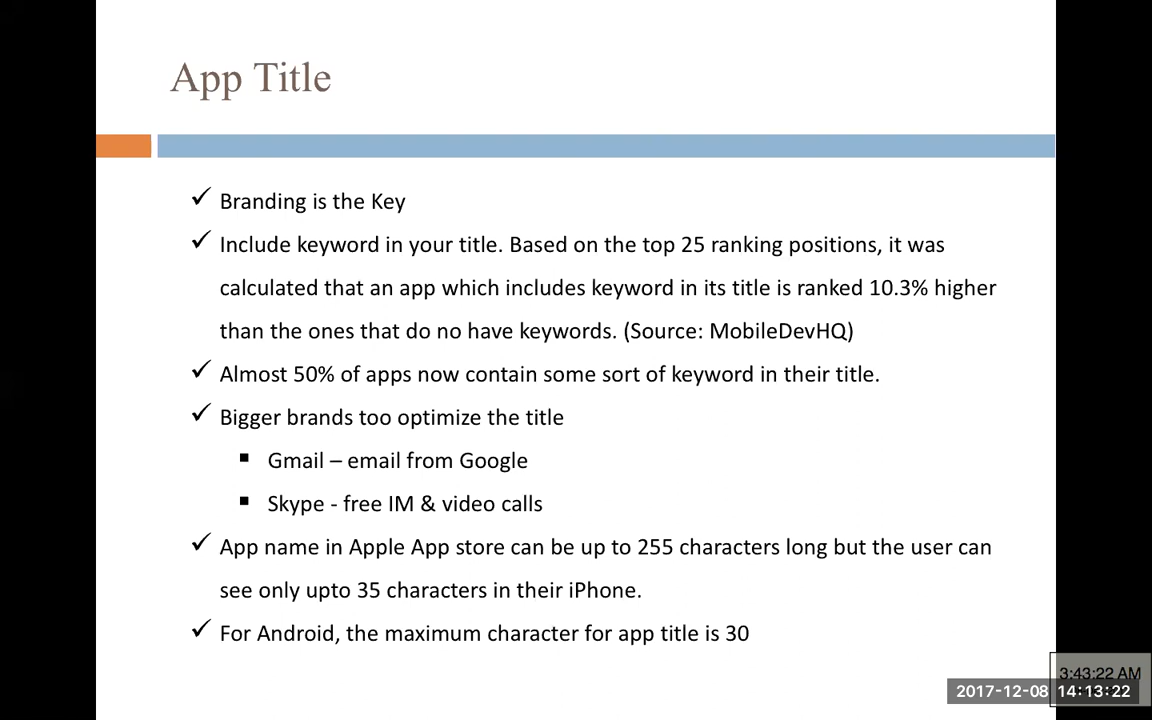 App Title
Branding is the Key
Include keyword in your title. Based on the top 25 ranking positions, it was
calculated that an app which includes keyword in its title is ranked 10.3% higher
than the ones that do no have keywords. (Source: MobileDevHQ)
Almost 50% of apps now contain some sort of keyword in their title.
Bigger brands too optimize the title
Gmail – email from Google
Skype - free IM & video calls
App name in Apple App store can be up to 255 characters long but the user can
see only upto 35 characters in their iPhone.
For Android, the maximum character for app title is 30
3:43:22 AM
2017-12-08 14:13:22